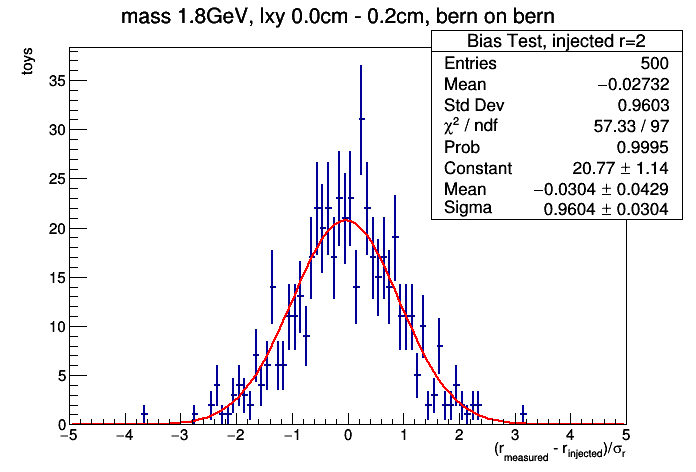 mass 1.8GeV, lxy 0.0cm - 0.2cm, bern on bern
Bias Test, injected r=2
Entries 500
Mean −0.02732
Std Dev 0.9603
χ² / ndf 57.33 / 97
Prob 0.9995
Constant 20.77 ± 1.14
Mean −0.0304 ± 0.0429
Sigma 0.9604 ± 0.0304
toys
35
30
25
20
15
10
5
0
−5 −4 −3 −2 −1 0 1 2 3 4 5
(r_measured - r_injected)/σ_r